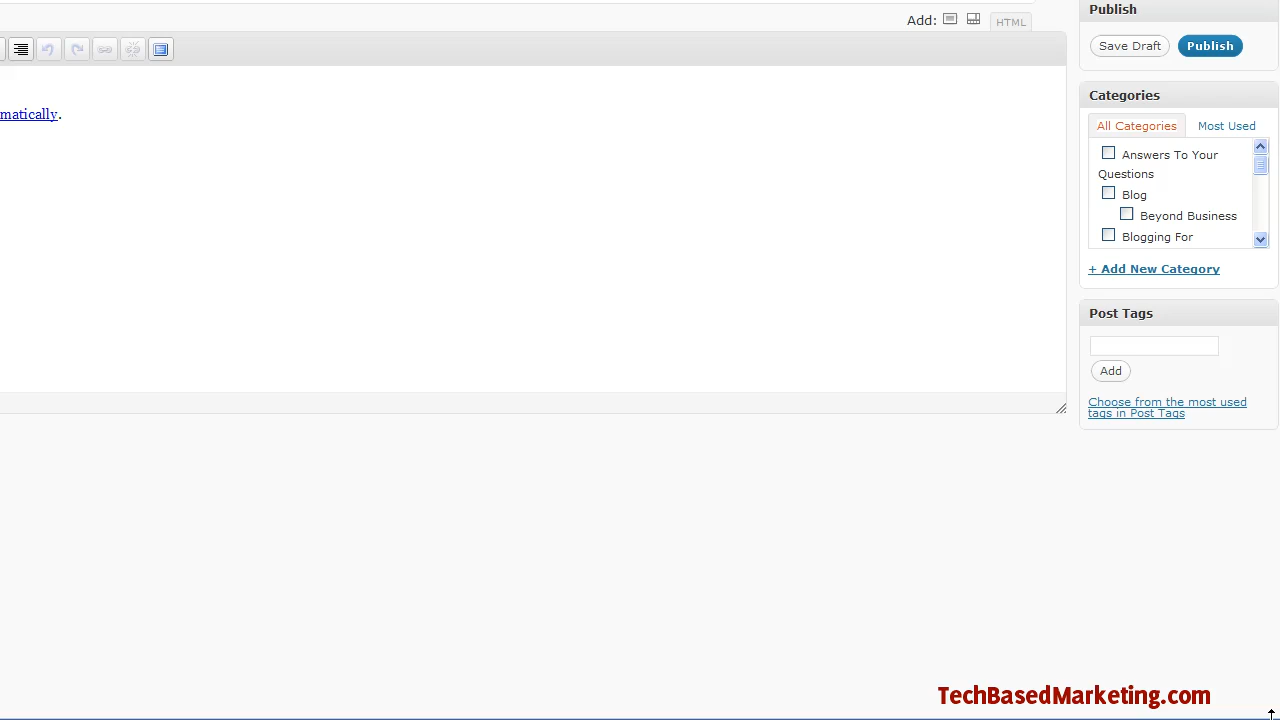 Publish
Add:
HTML
Save Draft
Publish
matically.
Categories
All Categories
Most Used
Answers To Your
Questions
Blog
Beyond Business
Blogging For
+ Add New Category
Post Tags
Add
Choose from the most used
tags in Post Tags
TechBasedMarketing.com